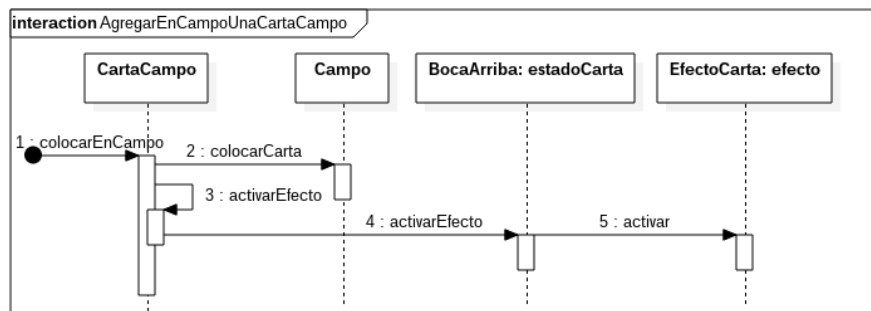 interaction AgregarEnCampoUnaCartaCampo
CartaCampo
Campo
BocaArriba: estadoCarta
EfectoCarta: efecto
1 : colocarEnCampo
2 : colocarCarta
3 : activarEfecto
4 : activarEfecto
5 : activar